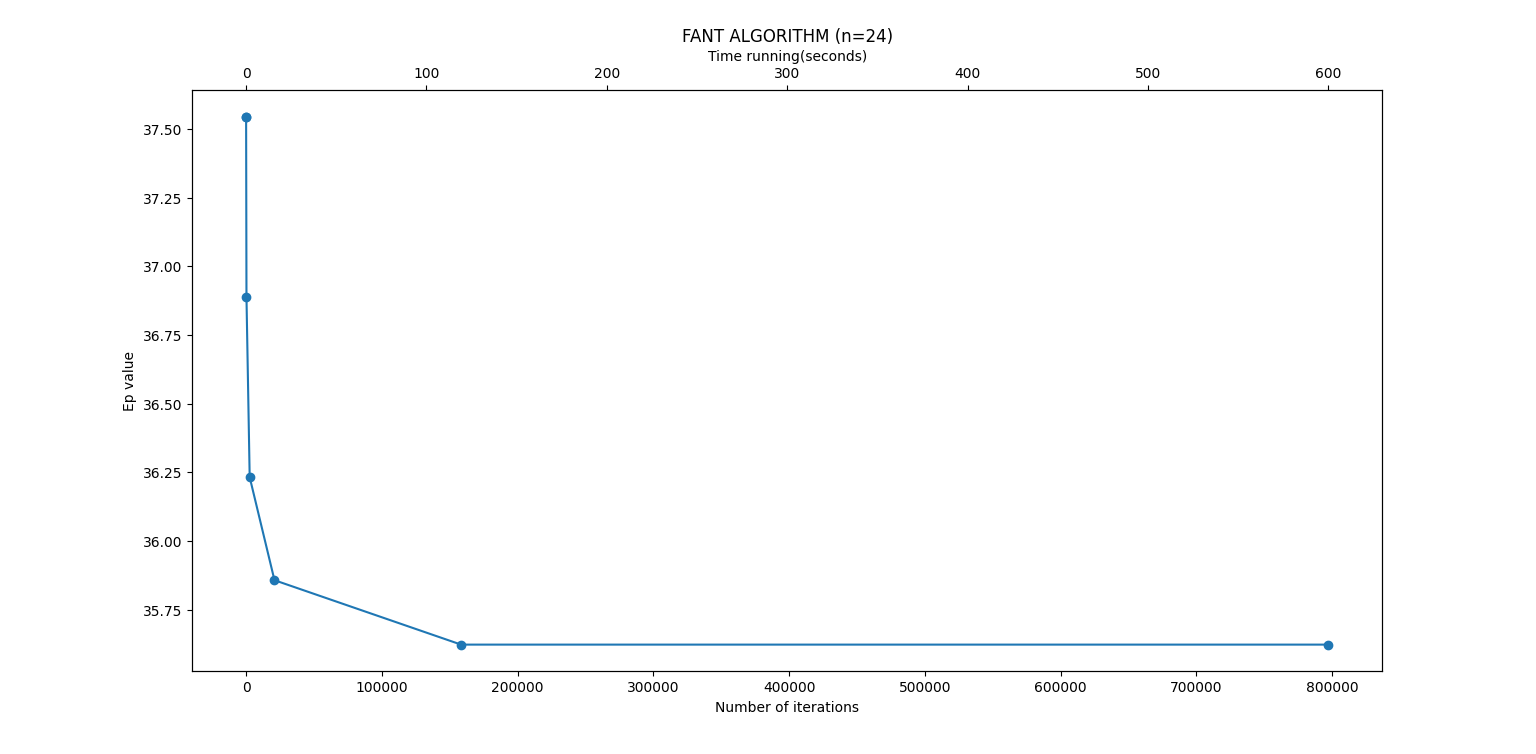 FANT ALGORITHM (n=24)
Time running(seconds)
0 100 200 300 400 500 600
37.50
37.25
37.00
36.75
36.50
36.25
36.00
35.75
Ep value
0 100000 200000 300000 400000 500000 600000 700000 800000
Number of iterations